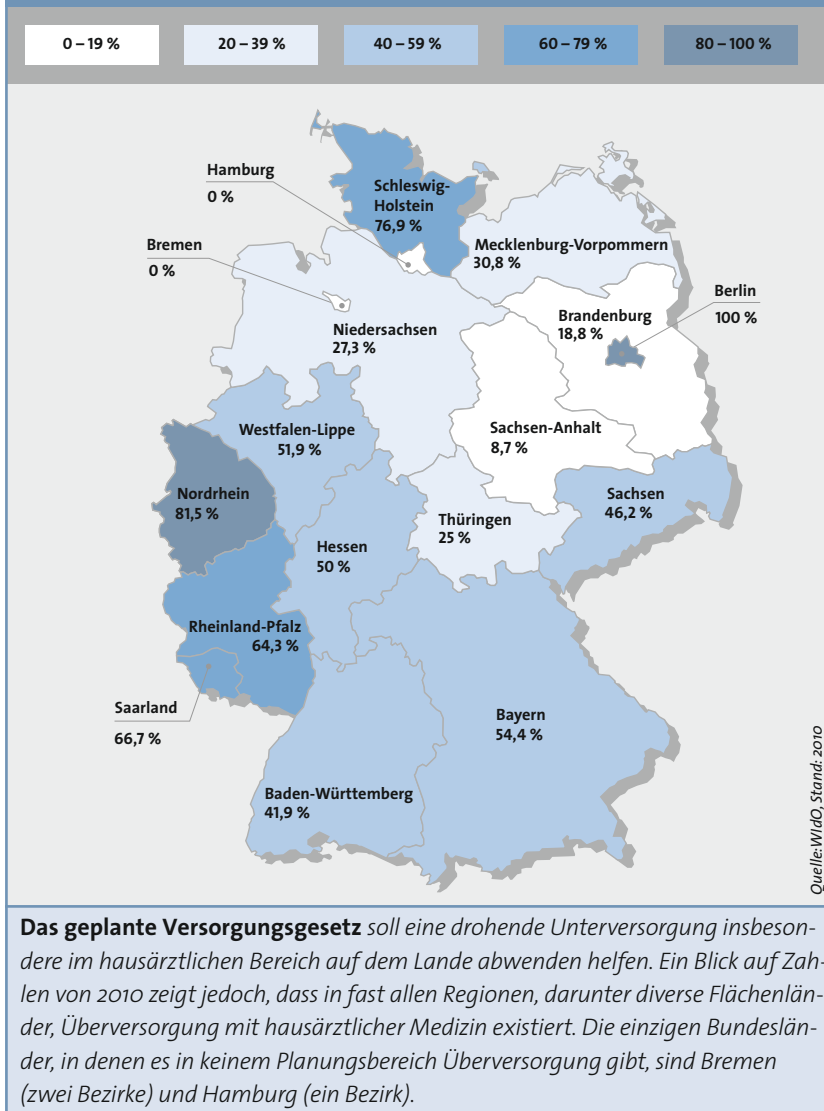 0 – 19 %
20 – 39 %
40 – 59 %
60 – 79 %
80 – 100 %
Hamburg
0 %
Schleswig-
Holstein
76,9 %
Bremen
0 %
Mecklenburg-Vorpommern
30,8 %
Berlin
100 %
Brandenburg
18,8 %
Niedersachsen
27,3 %
Westfalen-Lippe
51,9 %
Sachsen-Anhalt
8,7 %
Nordrhein
81,5 %
Sachsen
46,2 %
Thüringen
25 %
Hessen
50 %
Rheinland-Pfalz
64,3 %
Saarland
66,7 %
Bayern
54,4 %
Baden-Württemberg
41,9 %
Quelle:WIdO, Stand: 2010
Das geplante Versorgungsgesetz soll eine drohende Unterversorgung insbeson-
dere im hausärztlichen Bereich auf dem Lande abwenden helfen. Ein Blick auf Zah-
len von 2010 zeigt jedoch, dass in fast allen Regionen, darunter diverse Flächenlän-
der, Überversorgung mit hausärztlicher Medizin existiert. Die einzigen Bundeslän-
der, in denen es in keinem Planungsbereich Überversorgung gibt, sind Bremen
(zwei Bezirke) und Hamburg (ein Bezirk).